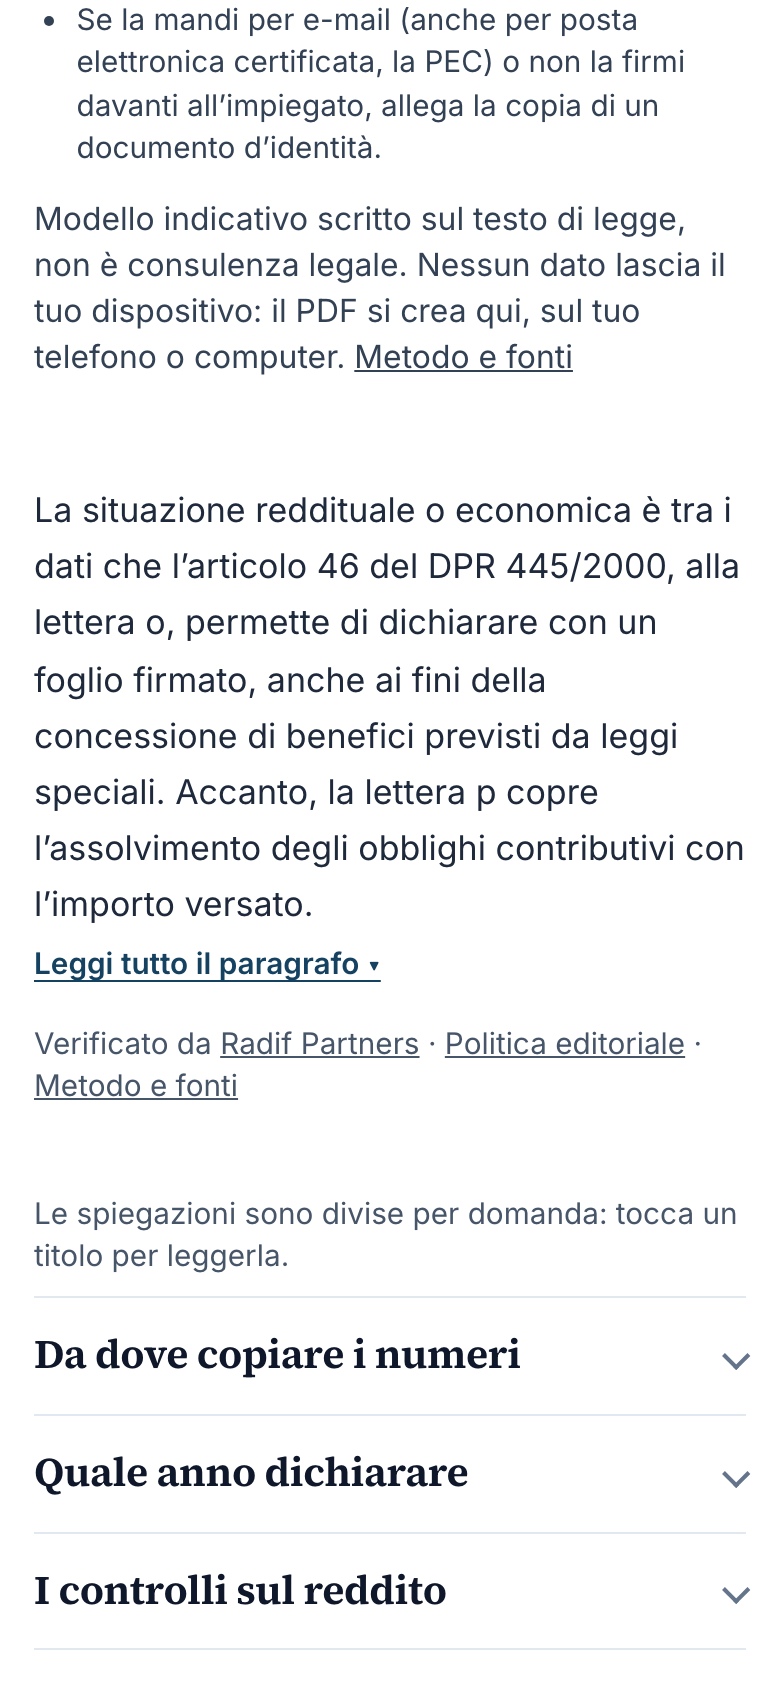 • Se la mandi per e-mail (anche per posta
elettronica certificata, la PEC) o non la firmi
davanti all’impiegato, allega la copia di un
documento d’identità.
Modello indicativo scritto sul testo di legge,
non è consulenza legale. Nessun dato lascia il
tuo dispositivo: il PDF si crea qui, sul tuo
telefono o computer. Metodo e fonti
La situazione reddituale o economica è tra i
dati che l’articolo 46 del DPR 445/2000, alla
lettera o, permette di dichiarare con un
foglio firmato, anche ai fini della
concessione di benefici previsti da leggi
speciali. Accanto, la lettera p copre
l’assolvimento degli obblighi contributivi con
l’importo versato.
Leggi tutto il paragrafo ▾
Verificato da Radif Partners · Politica editoriale ·
Metodo e fonti
Le spiegazioni sono divise per domanda: tocca un
titolo per leggerla.
Da dove copiare i numeri
Quale anno dichiarare
I controlli sul reddito